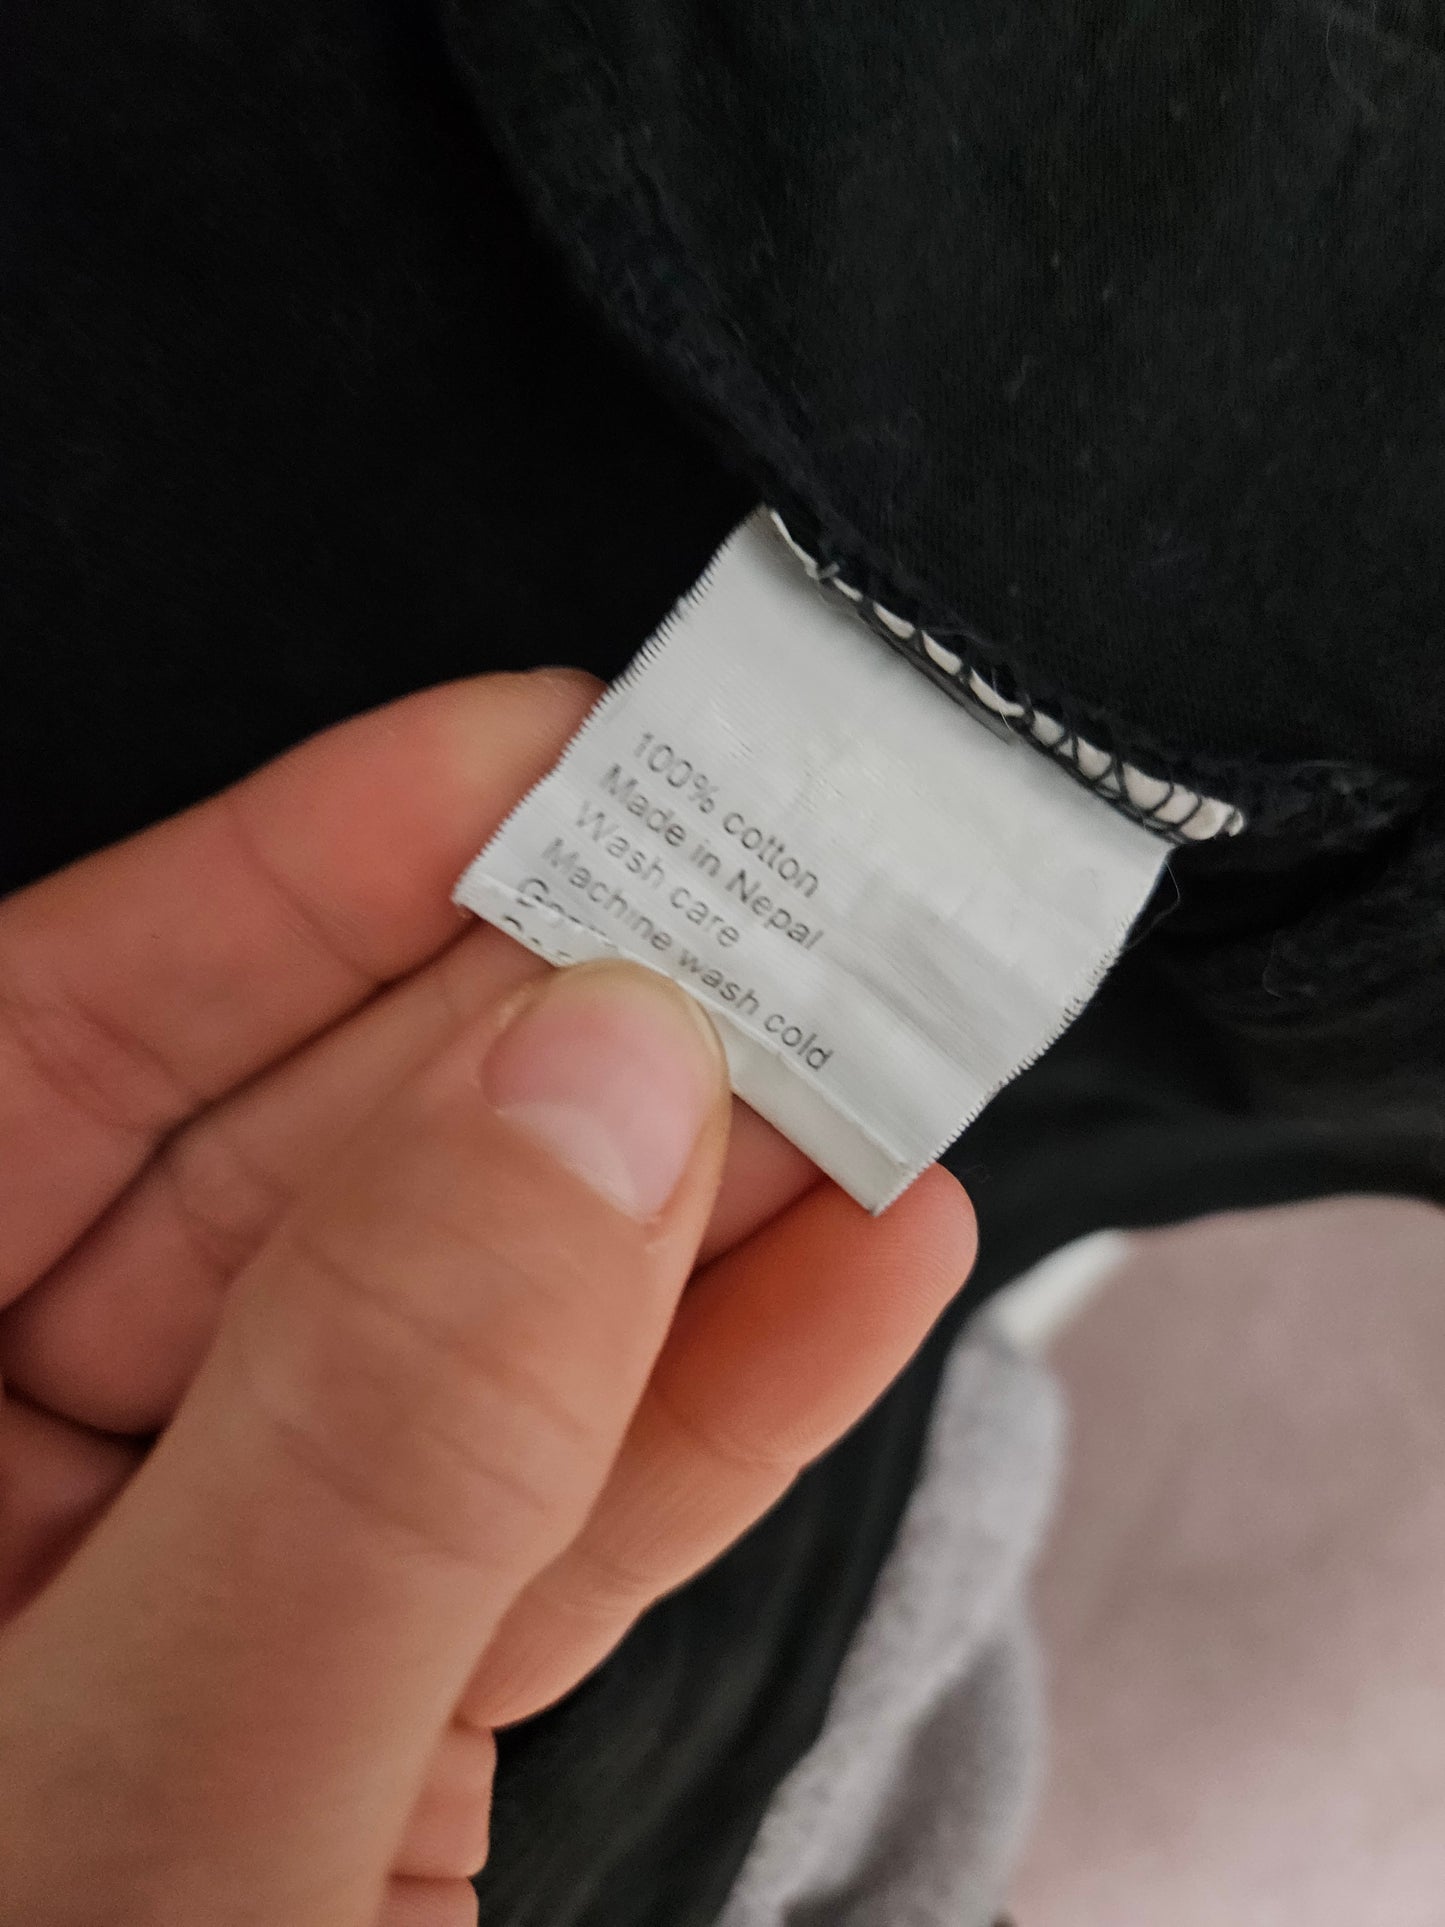 100% cotton
Made in Nepal
Wash care
Machine wash cold